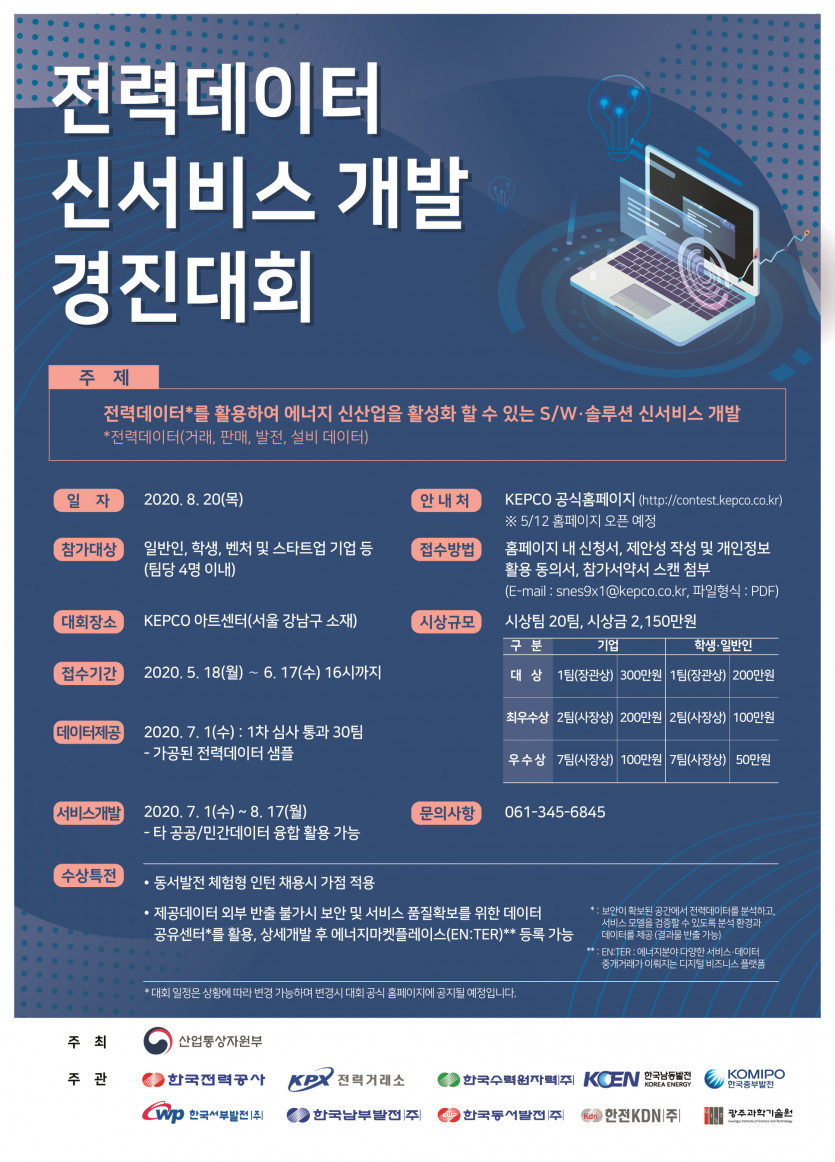 전력데이터
신서비스 개발
경진대회
주 제
전력데이터*를 활용하여 에너지 신산업을 활성화 할 수 있는 S/W·솔루션 신서비스 개발
*전력데이터(거래, 판매, 발전, 설비 데이터)
일 자
2020. 8. 20(목)
참가대상
일반인, 학생, 벤처 및 스타트업 기업 등
(팀당 4명 이내)
대회장소
KEPCO 아트센터(서울 강남구 소재)
접수기간
2020. 5. 18(월) ~ 6. 17(수) 16시까지
데이터제공
2020. 7. 1(수) : 1차 심사 통과 30팀
- 가공된 전력데이터 샘플
서비스개발
2020. 7. 1(수) ~ 8. 17(월)
- 타 공공/민간데이터 융합 활용 가능
안 내 처
KEPCO 공식홈페이지 (http://contest.kepco.co.kr)
※ 5/12 홈페이지 오픈 예정
접수방법
홈페이지 내 신청서, 제안성 작성 및 개인정보
활용 동의서, 참가서약서 스캔 첨부
(E-mail : snes9x1@kepco.co.kr, 파일형식 : PDF)
시상규모
시상팀 20팀, 시상금 2,150만원
구 분 기업 학생·일반인
대 상 1팀(장관상) 300만원 1팀(장관상) 200만원
최우수상 2팀(사장상) 200만원 2팀(사장상) 100만원
우수상 7팀(사장상) 100만원 7팀(사장상) 50만원
문의사항
061-345-6845
수상특전
• 동서발전 체험형 인턴 채용시 가점 적용
• 제공데이터 외부 반출 불가시 보안 및 서비스 품질확보를 위한 데이터
공유센터*를 활용, 상세개발 후 에너지마켓플레이스(EN:TER)** 등록 가능
* : 보안이 확보된 공간에서 전력데이터를 분석하고,
서비스 모델을 검증할 수 있도록 분석 환경과
데이터를 제공 (결과물 반출 가능)
** : EN:TER : 에너지분야 다양한 서비스·데이터
중개거래가 이뤄지는 디지털 비즈니스 플랫폼
* 대회 일정은 상황에 따라 변경 가능하며 변경시 대회 공식 홈페이지에 공지될 예정입니다.
주 최
산업통상자원부
주 관
한국전력공사
KPX 전력거래소
한국수력원자력(주)
KOEN 한국남동발전
KOREA ENERGY
KOMIPO
한국중부발전
wp 한국서부발전(주)
한국남부발전(주)
한국동서발전(주)
Kdn 한전KDN(주)
광주과학기술원
Gwangju Institute of Science and Technology